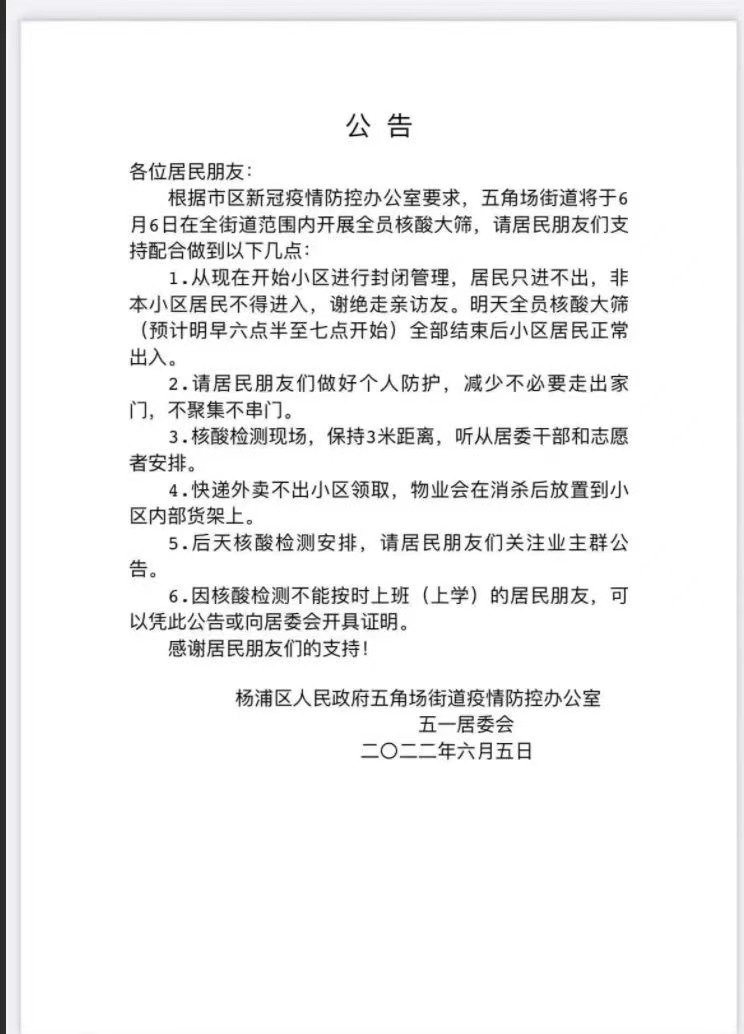 公 告
各位居民朋友：
根据市区新冠疫情防控办公室要求，五角场街道将于6
月6日在全街道范围内开展全员核酸大筛，请居民朋友们支
持配合做到以下几点：
1.从现在开始小区进行封闭管理，居民只进不出，非
本小区居民不得进入，谢绝走亲访友。明天全员核酸大筛
（预计明早六点半至七点开始）全部结束后小区居民正常
出入。
2.请居民朋友们做好个人防护，减少不必要走出家
门，不聚集不串门。
3.核酸检测现场，保持3米距离，听从居委干部和志愿
者安排。
4.快递外卖不出小区领取，物业会在消杀后放置到小
区内部货架上。
5.后天核酸检测安排，请居民朋友们关注业主群公
告。
6.因核酸检测不能按时上班（上学）的居民朋友，可
以凭此公告或向居委会开具证明。
感谢居民朋友们的支持！
杨浦区人民政府五角场街道疫情防控办公室
五一居委会
二〇二二年六月五日